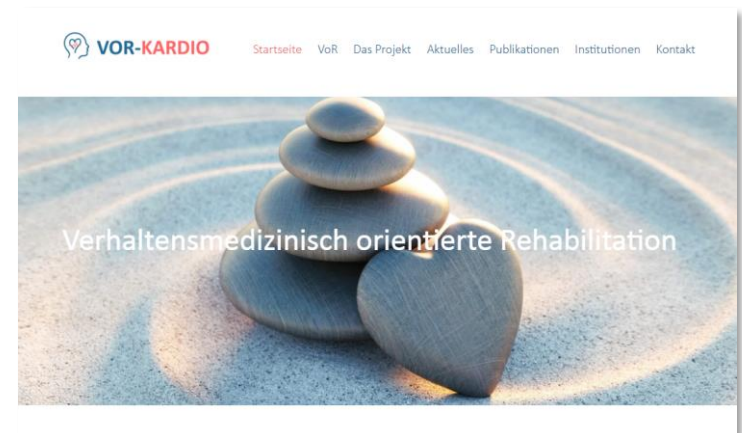 VOR-KARDIO
Startseite VoR Das Projekt Aktuelles Publikationen Institutionen Kontakt
Verhaltensmedizinisch orientierte Rehabilitation